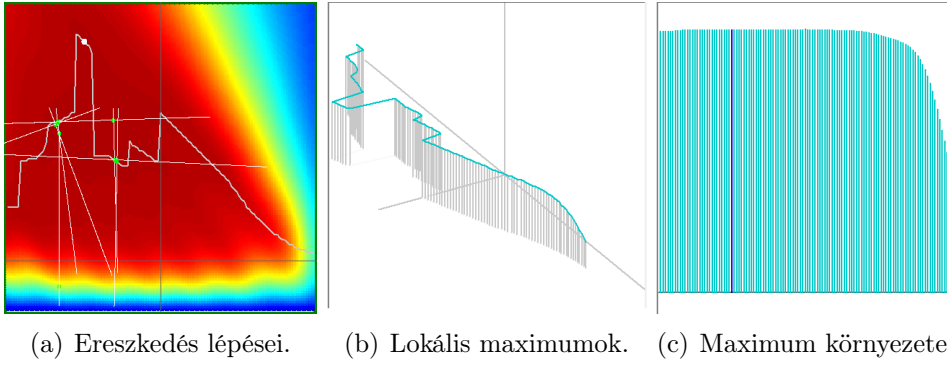 (a) Ereszkedés lépései.
(b) Lokális maximumok.
(c) Maximum környezete